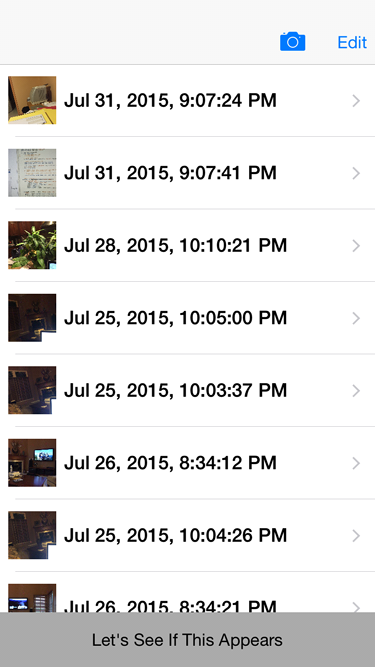 Edit
Jul 31, 2015, 9:07:24 PM
Jul 31, 2015, 9:07:41 PM
Jul 28, 2015, 10:10:21 PM
Jul 25, 2015, 10:05:00 PM
Jul 25, 2015, 10:03:37 PM
Jul 26, 2015, 8:34:12 PM
Jul 25, 2015, 10:04:26 PM
Jul 26, 2015, 8:34:21 PM
Let's See If This Appears